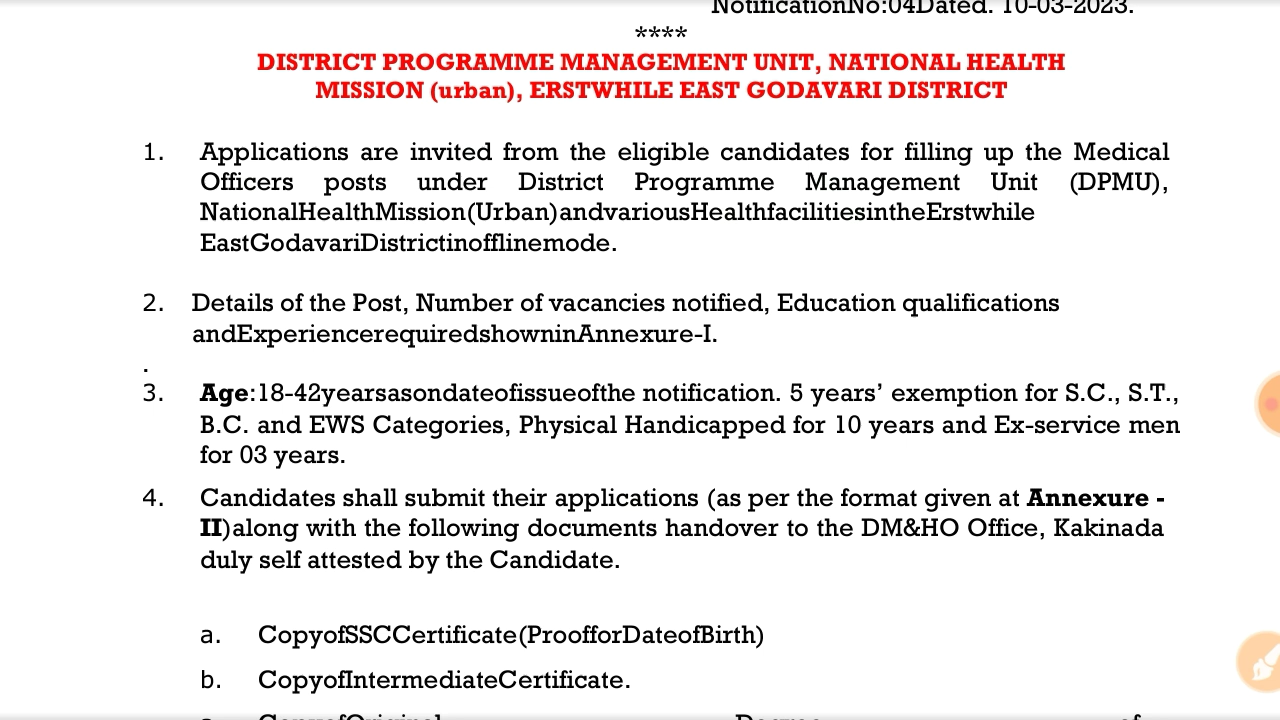 NotificationNo:04Dated. 10-03-2023.
****
DISTRICT PROGRAMME MANAGEMENT UNIT, NATIONAL HEALTH
MISSION (urban), ERSTWHILE EAST GODAVARI DISTRICT
1. Applications are invited from the eligible candidates for filling up the Medical
Officers posts under District Programme Management Unit (DPMU),
NationalHealthMission(Urban)andvariousHealthfacilitiesintheErstwhile
EastGodavariDistrictinofflinemode.
2. Details of the Post, Number of vacancies notified, Education qualifications
andExperiencerequiredshowninAnnexure-I.
.
3. Age:18-42yearsasondateofissueofthe notification. 5 years’ exemption for S.C., S.T.,
B.C. and EWS Categories, Physical Handicapped for 10 years and Ex-service men
for 03 years.
4. Candidates shall submit their applications (as per the format given at Annexure -
II)along with the following documents handover to the DM&HO Office, Kakinada
duly self attested by the Candidate.
a. CopyofSSCCertificate(ProofforDateofBirth)
b. CopyofIntermediateCertificate.
c. CopyofOriginal Degree of